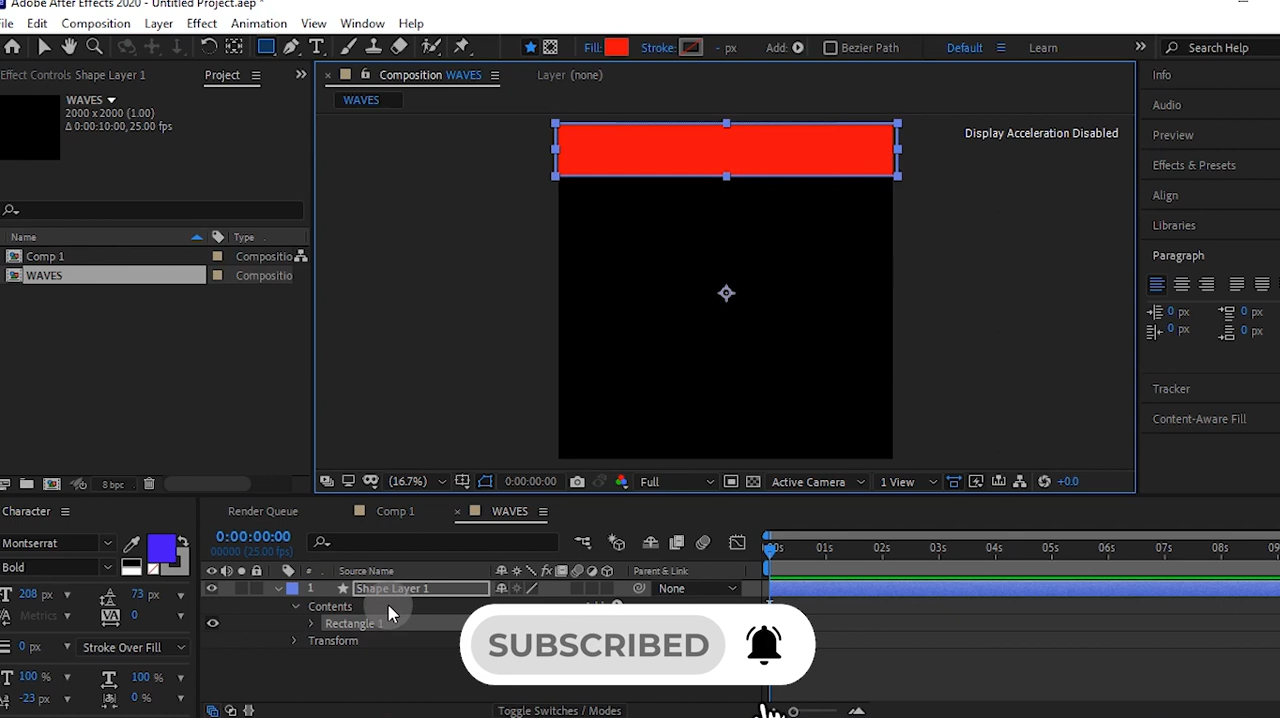 Adobe After Effects 2020 - Untitled Project.aep *
File Edit Composition Layer Effect Animation View Window Help
Fill: Stroke: - px Add: Bezier Path Default Learn Search Help
Effect Controls Shape Layer 1 Project Composition WAVES Layer (none) Info
WAVES
2000 x 2000 (1.00)
Δ 0:00:10:00, 25.00 fps
WAVES
Display Acceleration Disabled
Audio
Preview
Effects & Presets
Align
Libraries
Paragraph
0 px 0 px
0 px 0 px
Tracker
Content-Aware Fill
Name Type
Comp 1 Compositio
WAVES Compositio
8 bpc (16.7%) 0:00:00:00 Full Active Camera 1 View +0.0
Character Render Queue Comp 1 WAVES
Montserrat
Bold
208 px 73 px
Metrics 0
0 px Stroke Over Fill
100 % 100 %
-23 px 0 %
0:00:00:00
00000 (25.00 fps)
00s 01s 02s 03s 04s 05s 06s 07s 08s 09
# Source Name fx Parent & Link
1 Shape Layer 1 None
Contents
Rectangle 1
Transform
SUBSCRIBED
Toggle Switches / Modes